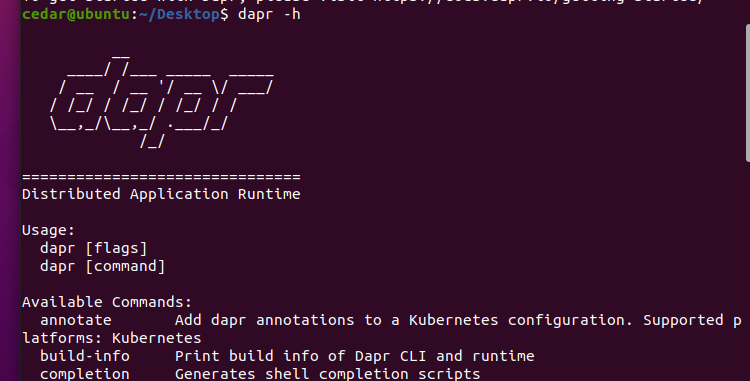 cedar@ubuntu:~/Desktop$ dapr -h
          __
     ____/ /___ _____  _____
    / __  / __ '/ __ \/ ___/
   / /_/ / /_/ / /_/ / /
   \__,_/\__,_/ .___/_/
             /_/
===============================
Distributed Application Runtime
Usage:
  dapr [flags]
  dapr [command]
Available Commands:
  annotate       Add dapr annotations to a Kubernetes configuration. Supported p
latforms: Kubernetes
  build-info     Print build info of Dapr CLI and runtime
  completion     Generates shell completion scripts